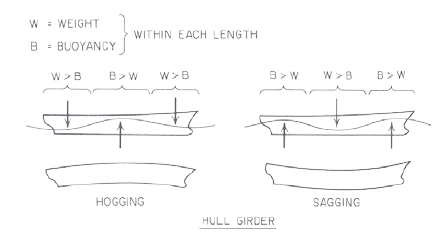 W = WEIGHT
B = BUOYANCY
WITHIN EACH LENGTH
W > B B > W W > B
B > W W > B B > W
HOGGING
SAGGING
HULL GIRDER